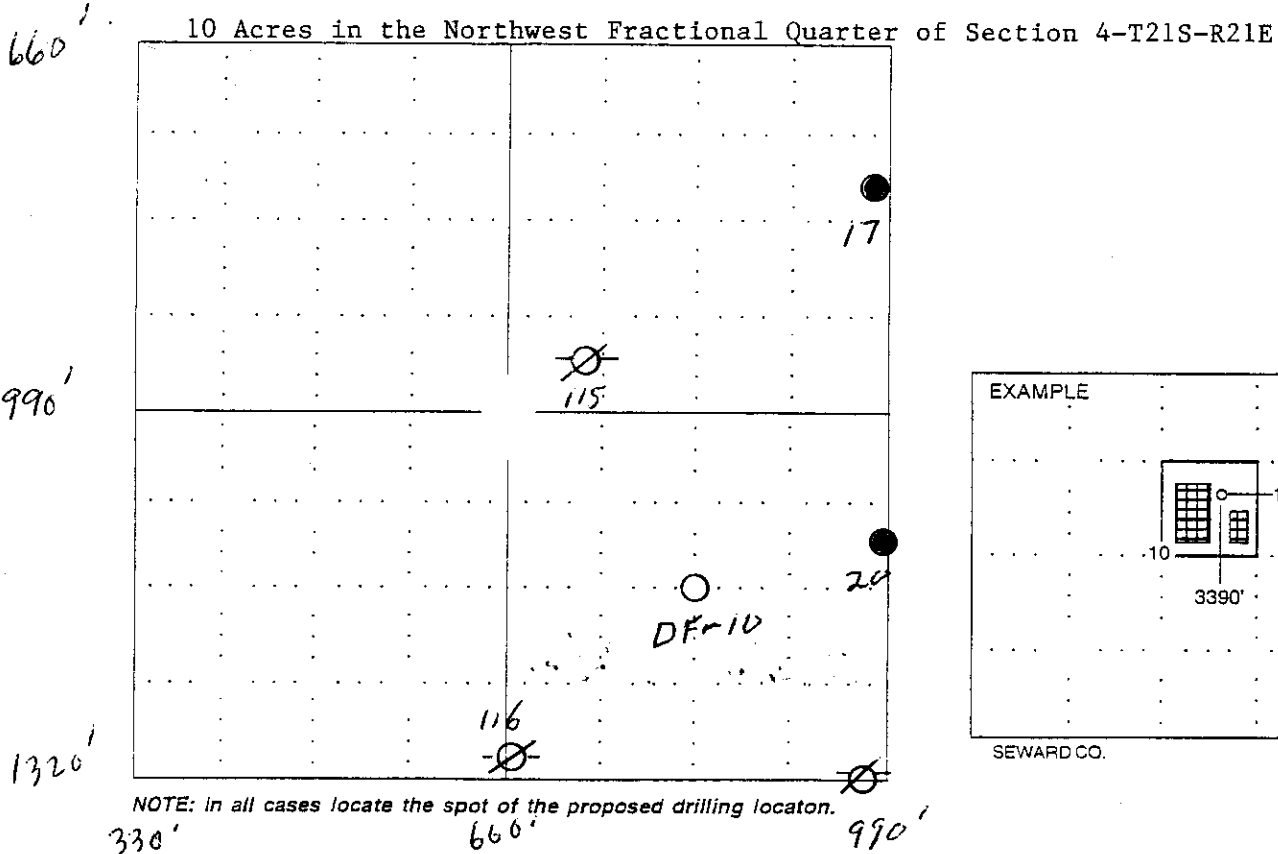 10 Acres in the Northwest Fractional Quarter of Section 4-T21S-R21E
660'
17
115
990'
EXAMPLE
10
3390'
20
DFr-10
116
1320'
SEWARD CO.
NOTE: In all cases locate the spot of the proposed drilling locaton.
330'
660'
990'